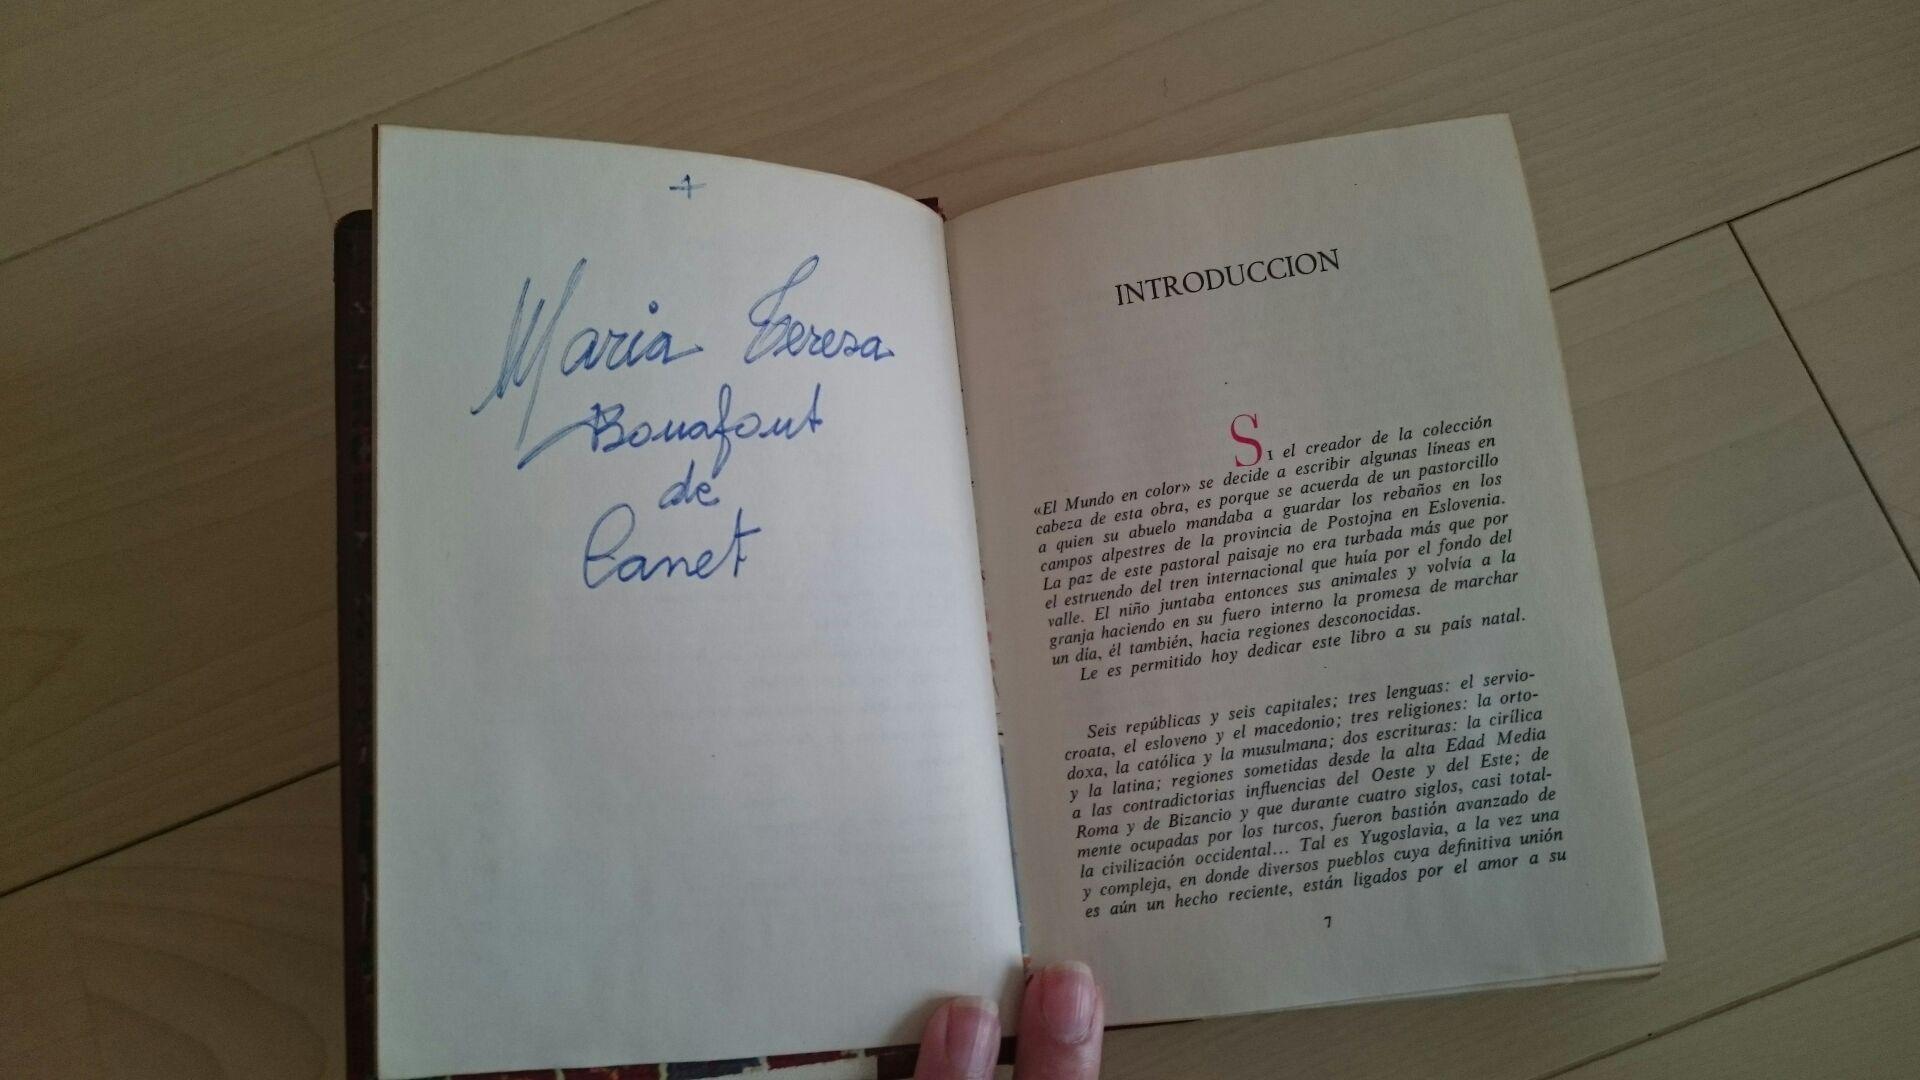 +
Maria Teresa
Bonafont
de
Canet
INTRODUCCION
SI el creador de la colección
«El Mundo en color» se decide a escribir algunas líneas en
cabeza de esta obra, es porque se acuerda de un pastorcillo
a quien su abuelo mandaba a guardar los rebaños en los
campos alpestres de la provincia de Postojna en Eslovenia.
La paz de este pastoral paisaje no era turbada más que por
el estruendo del tren internacional que huía por el fondo del
valle. El niño juntaba entonces sus animales y volvía a la
granja haciendo en su fuero interno la promesa de marchar
un día, él también, hacia regiones desconocidas.
Le es permitido hoy dedicar este libro a su país natal.
Seis repúblicas y seis capitales; tres lenguas: el servio-
croata, el esloveno y el macedonio; tres religiones: la orto-
doxa, la católica y la musulmana; dos escrituras: la cirílica
y la latina; regiones sometidas desde la alta Edad Media
a las contradictorias influencias del Oeste y del Este; de
Roma y de Bizancio y que durante cuatro siglos, casi total-
mente ocupadas por los turcos, fueron bastión avanzado de
la civilización occidental... Tal es Yugoslavia, a la vez una
y compleja, en donde diversos pueblos cuya definitiva unión
es aún un hecho reciente, están ligados por el amor a su
7